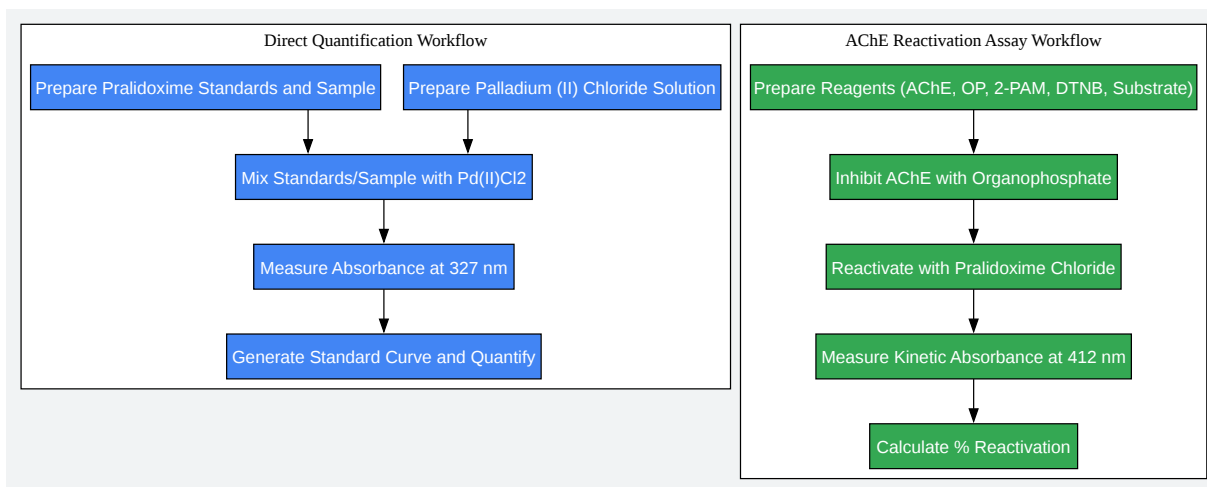 Direct Quantification Workflow
Prepare Pralidoxime Standards and Sample
Prepare Palladium (II) Chloride Solution
Mix Standards/Sample with Pd(II)Cl2
Measure Absorbance at 327 nm
Generate Standard Curve and Quantify
AChE Reactivation Assay Workflow
Prepare Reagents (AChE, OP, 2-PAM, DTNB, Substrate)
Inhibit AChE with Organophosphate
Reactivate with Pralidoxime Chloride
Measure Kinetic Absorbance at 412 nm
Calculate % Reactivation